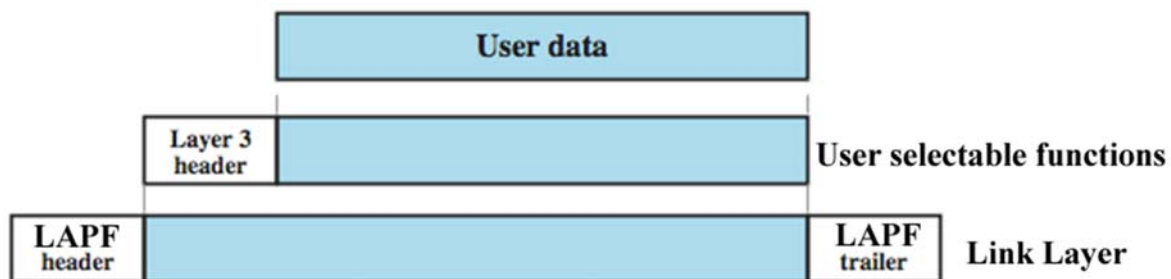 User data
Layer 3
header
User selectable functions
LAPF
header
LAPF
trailer
Link Layer